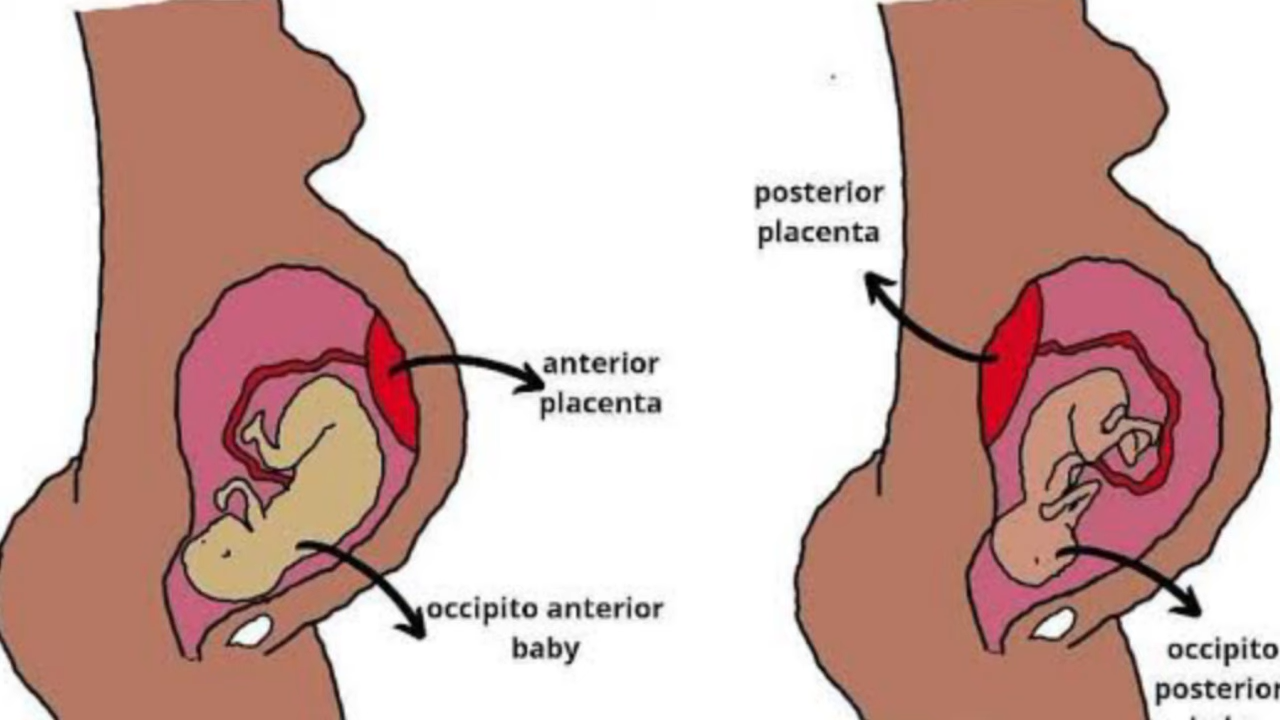 anterior
placenta
occipito anterior
baby
posterior
placenta
occipito
posterior